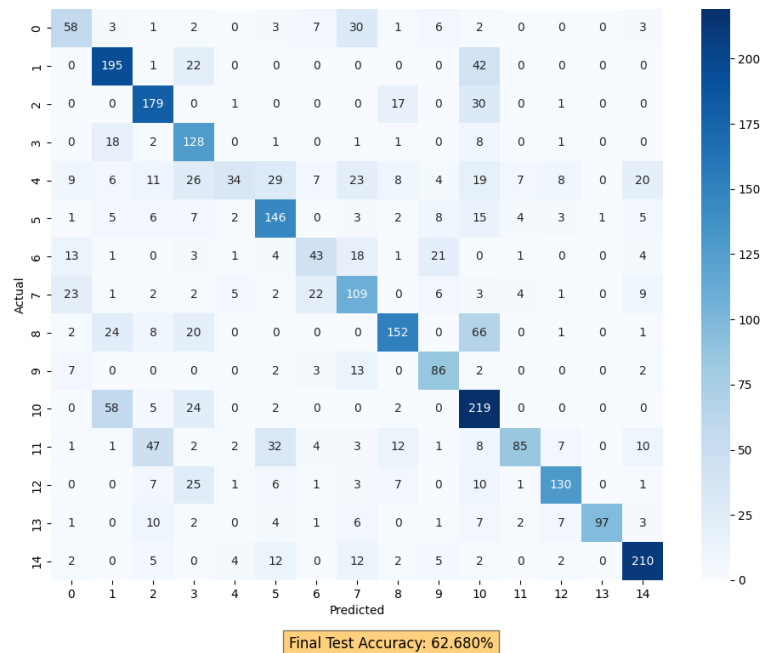 0 58 3 1 2 0 3 7 30 1 6 2 0 0 0 3
1 0 195 1 22 0 0 0 0 0 0 42 0 0 0 0
2 0 0 179 0 1 0 0 0 17 0 30 0 1 0 0
3 0 18 2 128 0 1 0 1 1 0 8 0 1 0 0
4 9 6 11 26 34 29 7 23 8 4 19 7 8 0 20
5 1 5 6 7 2 146 0 3 2 8 15 4 3 1 5
6 13 1 0 3 1 4 43 18 1 21 0 1 0 0 4
Actual
7 23 1 2 2 5 2 22 109 0 6 3 4 1 0 9
8 2 24 8 20 0 0 0 0 152 0 66 0 1 0 1
9 7 0 0 0 0 2 3 13 0 86 2 0 0 0 2
10 0 58 5 24 0 2 0 0 2 0 219 0 0 0 0
11 1 1 47 2 2 32 4 3 12 1 8 85 7 0 10
12 0 0 7 25 1 6 1 3 7 0 10 1 130 0 1
13 1 0 10 2 0 4 1 6 0 1 7 2 7 97 3
14 2 0 5 0 4 12 0 12 2 5 2 0 2 0 210
0 1 2 3 4 5 6 7 8 9 10 11 12 13 14
Predicted
200
175
150
125
100
75
50
25
0
Final Test Accuracy: 62.680%